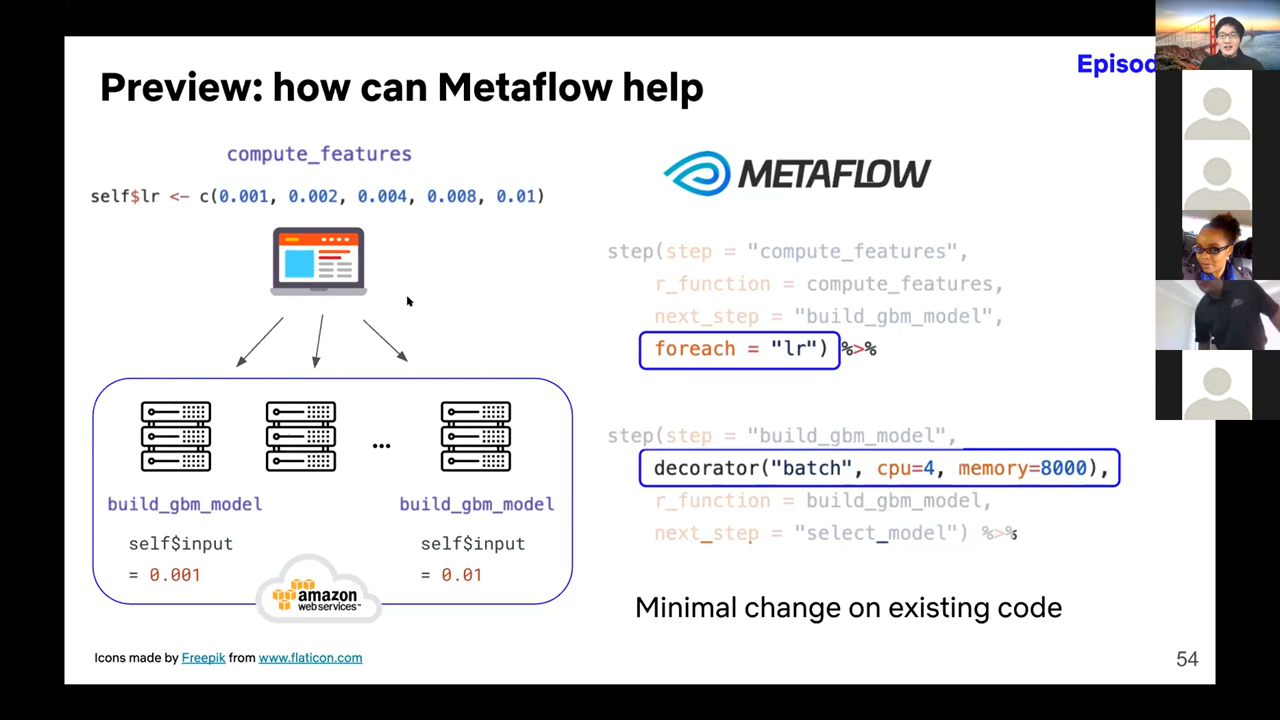 Preview: how can Metaflow help
compute_features
self$lr <- c(0.001, 0.002, 0.004, 0.008, 0.01)
...
build_gbm_model
self$input
= 0.001
build_gbm_model
self$input
= 0.01
amazon
web services™
Icons made by Freepik from www.flaticon.com
METAFLOW
step(step = "compute_features",
r_function = compute_features,
next_step = "build_gbm_model",
foreach = "lr") %>%
step(step = "build_gbm_model",
decorator("batch", cpu=4, memory=8000),
r_function = build_gbm_model,
next_step = "select_model") %>%
Minimal change on existing code
54